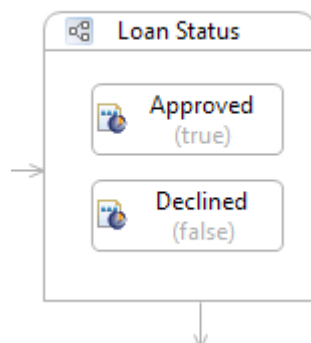 Loan Status
Approved
(true)
Declined
(false)